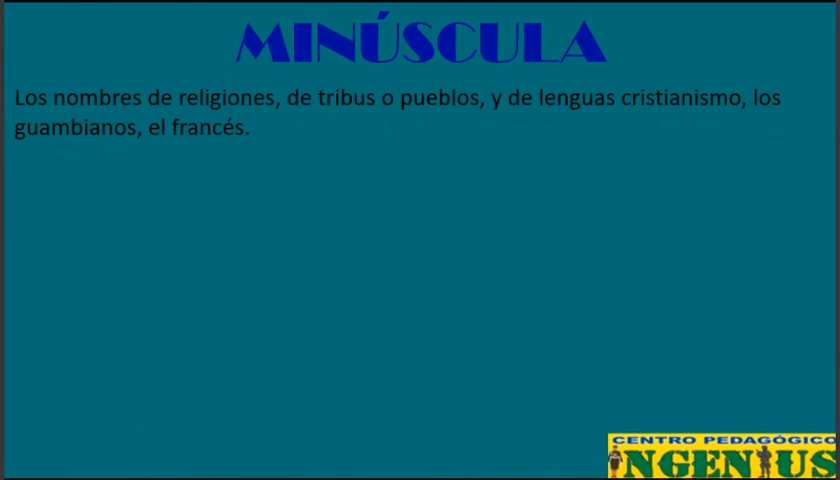 MINÚSCULA
Los nombres de religiones, de tribus o pueblos, y de lenguas cristianismo, los
guambianos, el francés.
CENTRO PEDAGÓGICO
INGENIUS